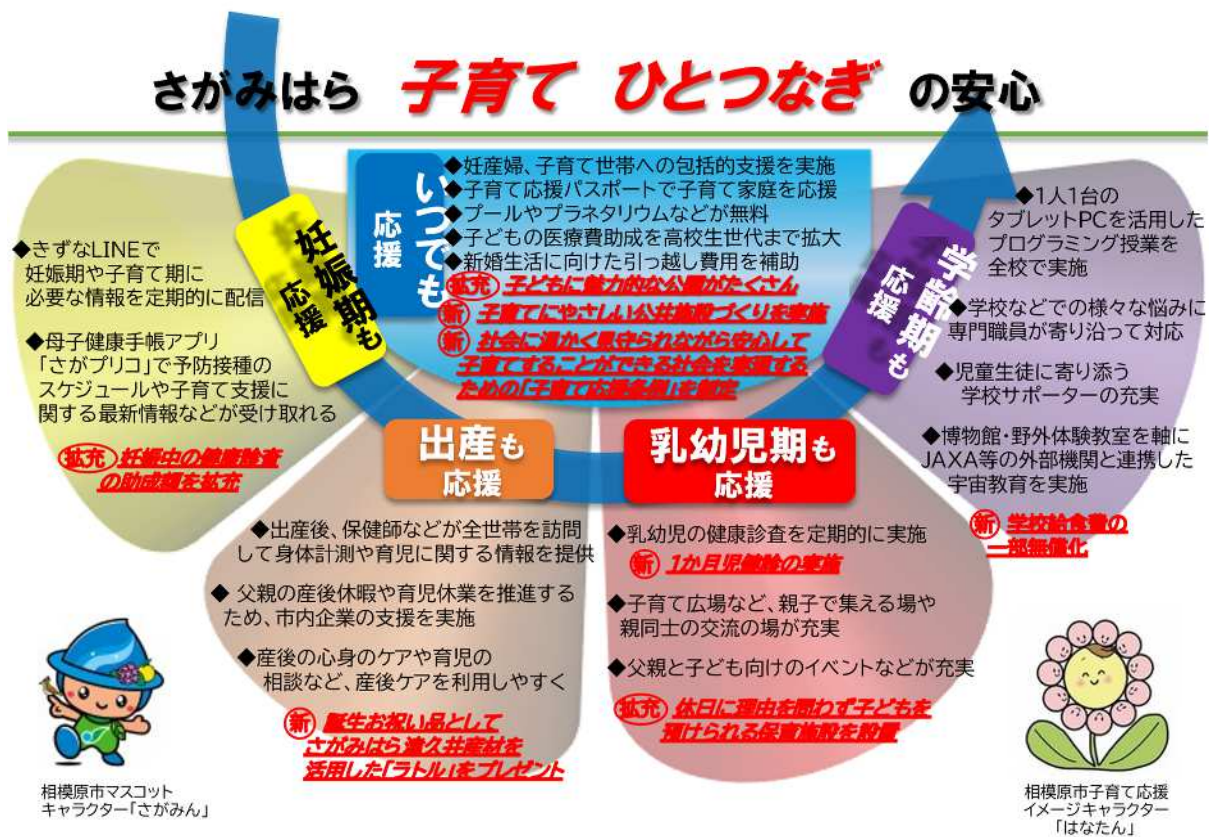 さがみはら 子育て ひとつなぎ の安心
いつでも
応援
◆妊産婦、子育て世帯への包括的支援を実施
◆子育て応援パスポートで子育て家庭を応援
◆プールやプラネタリウムなどが無料
◆子どもの医療費助成を高校生世代まで拡大
◆新婚生活に向けた引っ越し費用を補助
拡充 子どもに魅力的な公園がたくさん
新 子育てにやさしい公共施設づくりを実施
新 社会に温かく見守られながら安心して
子育てすることができる社会を実現する
ための「子育て応援条例」を制定
妊娠期も
応援
◆きずなLINEで
妊娠期や子育て期に
必要な情報を定期的に配信
◆母子健康手帳アプリ
「さがプリコ」で予防接種の
スケジュールや子育て支援に
関する最新情報などが受け取れる
拡充 妊娠中の健康検査
の助成額を拡充
出産も
応援
◆出産後、保健師などが全世帯を訪問
して身体計測や育児に関する情報を提供
◆ 父親の産後休暇や育児休業を推進する
ため、市内企業の支援を実施
◆産後の心身のケアや育児の
相談など、産後ケアを利用しやすく
新 誕生お祝い品として
さがみはら津久井産材を
活用した「ラトル」をプレゼント
乳幼児期も
応援
◆乳幼児の健康診査を定期的に実施
新 1か月児健診の実施
◆子育て広場など、親子で集える場や
親同士の交流の場が充実
◆父親と子ども向けのイベントなどが充実
拡充 休日に理由を問わず子どもを
預けられる保育施設を設置
学齢期も
応援
◆1人1台の
タブレットPCを活用した
プログラミング授業を
全校で実施
◆学校などでの様々な悩みに
専門職員が寄り沿って対応
◆児童生徒に寄り添う
学校サポーターの充実
◆博物館・野外体験教室を軸に
JAXA等の外部機関と連携した
宇宙教育を実施
新 学校給食費の
一部無償化
相模原市マスコット
キャラクター「さがみん」
相模原市子育て応援
イメージキャラクター
「はなたん」